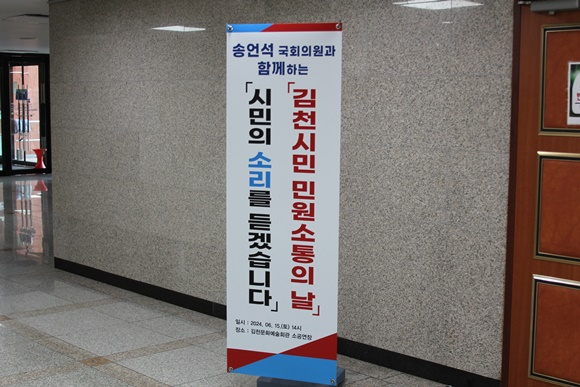 송언석 국회의원과
함께하는
「김천시민 민원소통의 날」
「시민의 소리를 듣겠습니다」
일시 : 2024. 06. 15.(토) 14시
장소 : 김천문화예술회관 소공연장